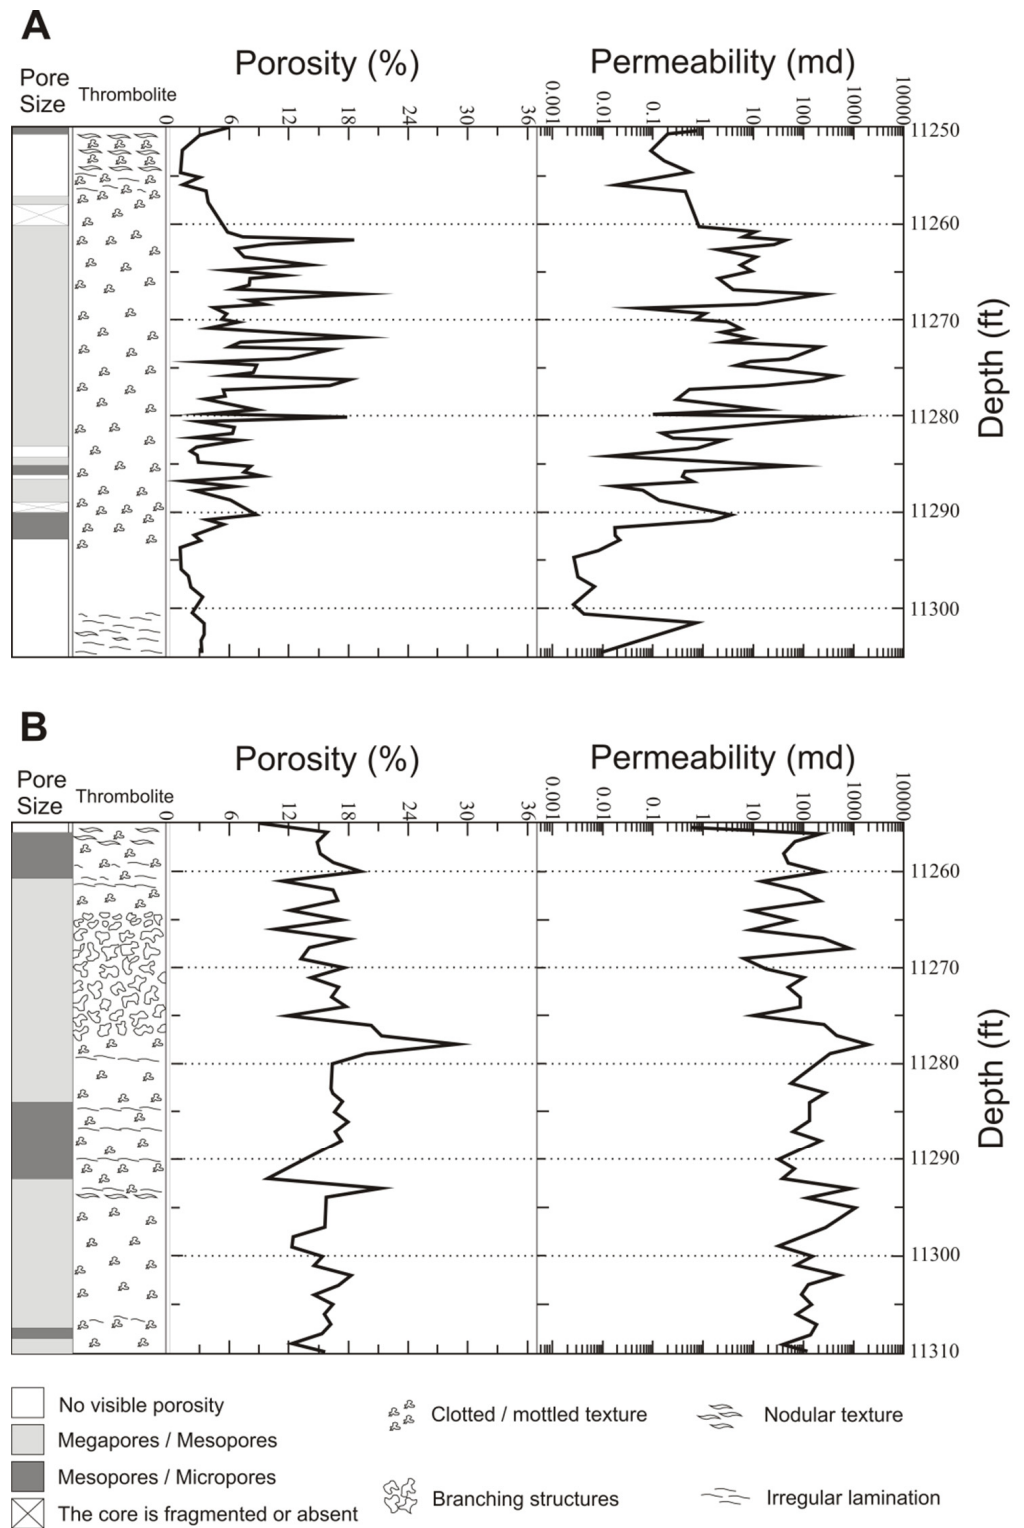 A
Porosity (%)
Permeability (md)
Pore
Size
Thrombolite
0 6 12 18 24 30 36
0.001 0.01 0.1 1 10 100 1000 10000
11250
11260
11270
11280
11290
11300
Depth (ft)
B
Porosity (%)
Permeability (md)
Pore
Size
Thrombolite
0 6 12 18 24 30 36
0.001 0.01 0.1 1 10 100 1000 10000
11260
11270
11280
11290
11300
11310
Depth (ft)
No visible porosity
Megapores / Mesopores
Mesopores / Micropores
The core is fragmented or absent
Clotted / mottled texture
Branching structures
Nodular texture
Irregular lamination